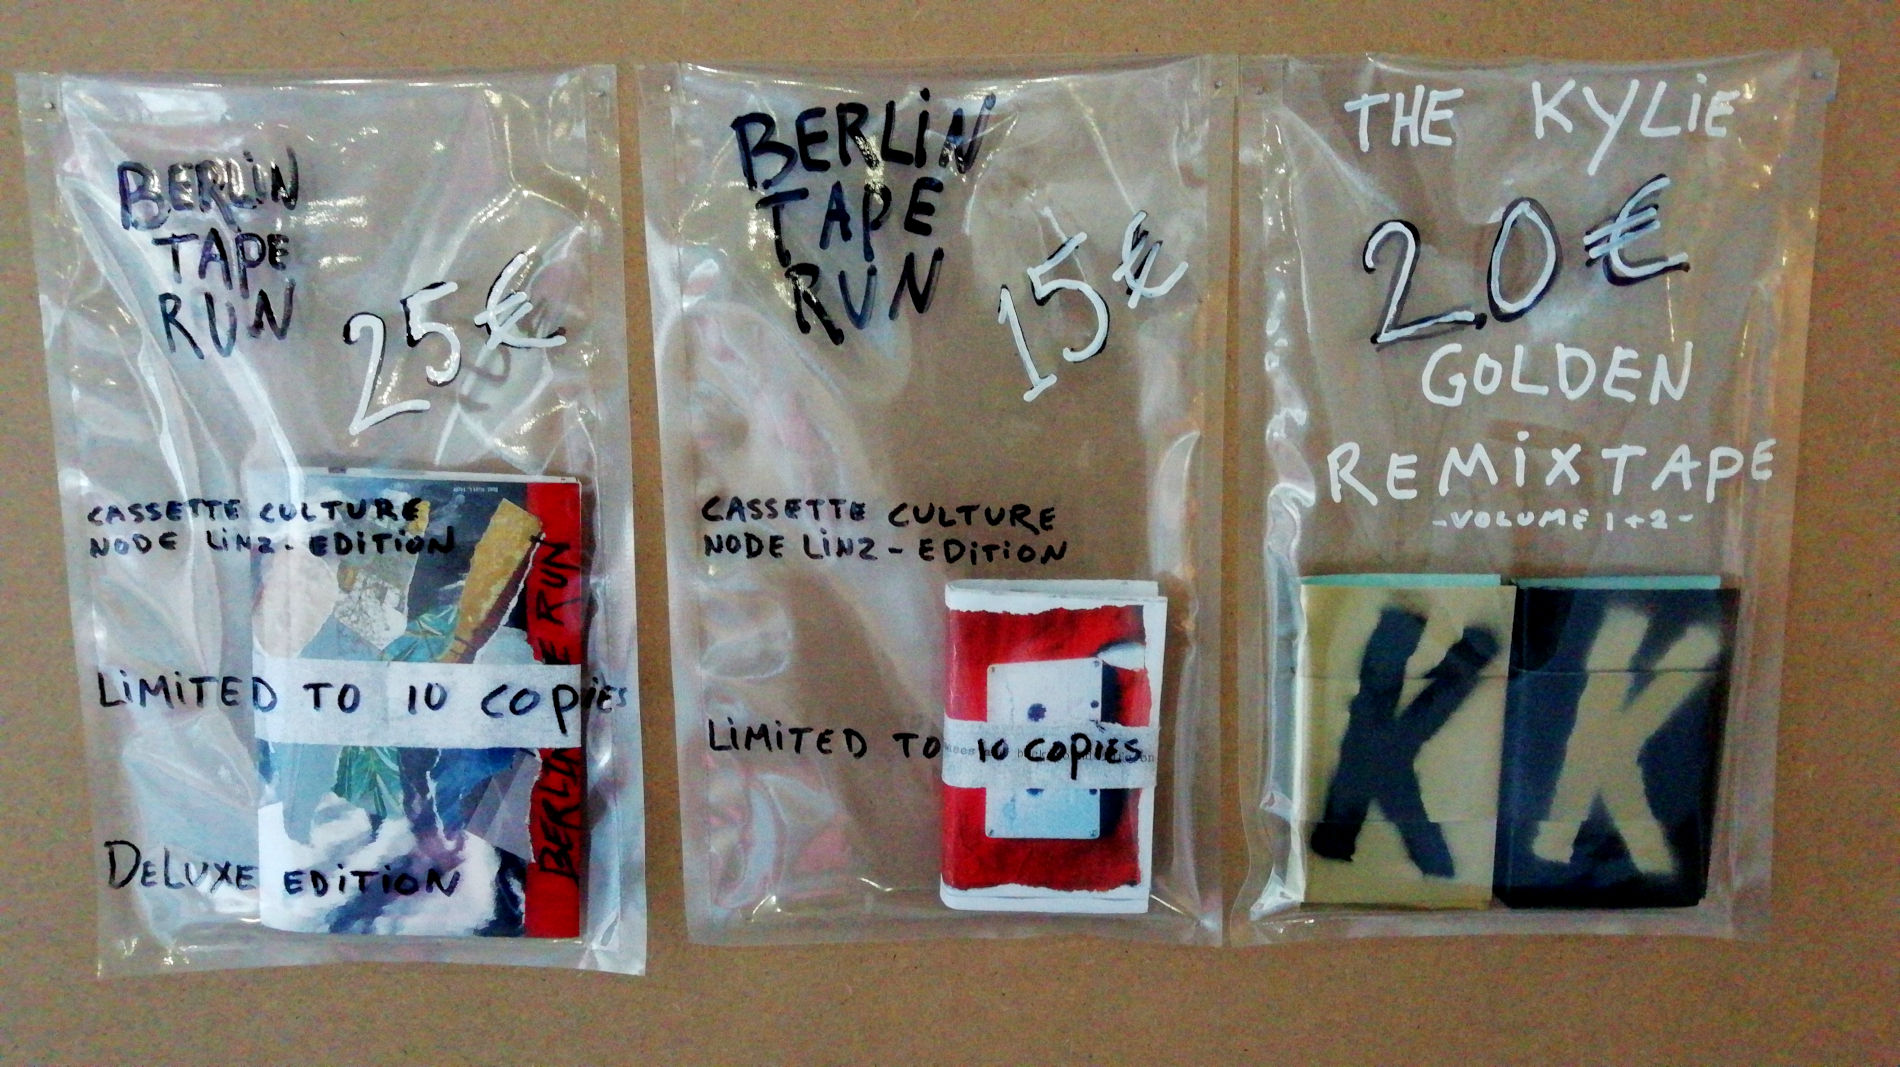 BERLiN
TAPE
RUN
25€
CASSETTE CULTURE
NODE LiNZ - EDiTiON
LiMiTED TO 10 COPiES
DELUXE EDiTiON
BERLIN RUN
BERLiN
TAPE
RUN
15€
CASSETTE CULTURE
NODE LiNZ - EDiTiON
LiMiTED TO 10 COPiES
THE KYLiE
20€
GOLDEN
REMiXTAPE
-VOLUME 1+2-
K
K